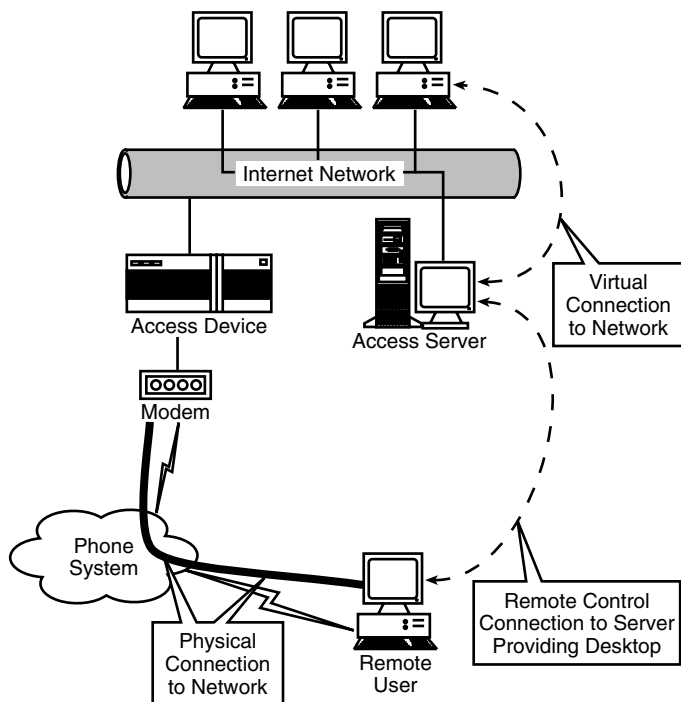 Internet Network
Access Device
Access Server
Virtual
Connection
to Network
Modem
Phone
System
Physical
Connection
to Network
Remote
User
Remote Control
Connection to Server
Providing Desktop